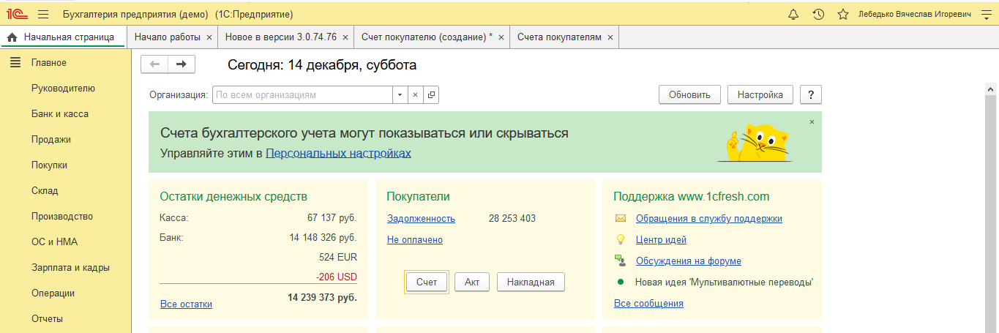 1С Бухгалтерия предприятия (демо) (1С:Предприятие) Лебедько Вячеслав Игоревич
Начальная страница Начало работы × Новое в версии 3.0.74.76 × Счет покупателю (создание) * × Счета покупателям ×
Главное
Руководителю
Банк и касса
Продажи
Покупки
Склад
Производство
ОС и НМА
Зарплата и кадры
Операции
Отчеты
Сегодня: 14 декабря, суббота
Организация: По всем организациям Обновить Настройка ?
Счета бухгалтерского учета могут показываться или скрываться
Управляйте этим в Персональных настройках
Остатки денежных средств
Касса: 67 137 руб.
Банк: 14 148 326 руб.
524 EUR
-206 USD
14 239 373 руб.
Все остатки
Покупатели
Задолженность 28 253 403
Не оплачено
Счет Акт Накладная
Поддержка www.1cfresh.com
Обращения в службу поддержки
Центр идей
Обсуждения на форуме
Новая идея 'Мультивалютные переводы'
Все сообщения